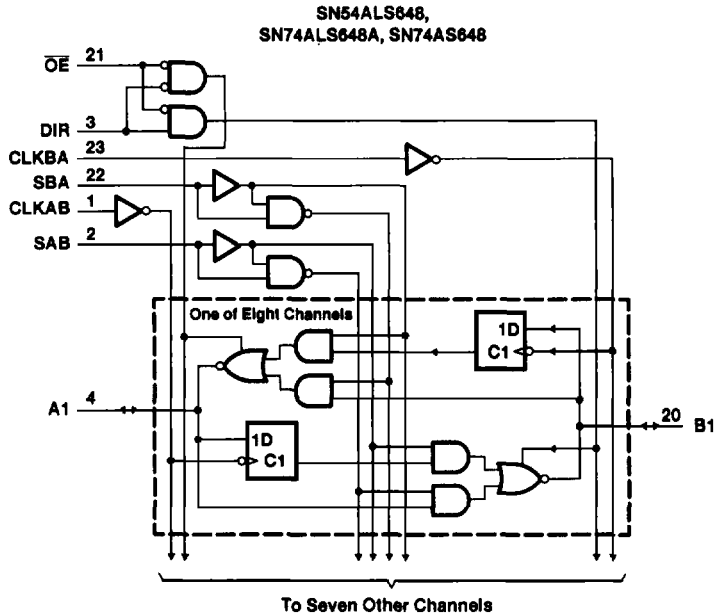 SN54ALS648,
SN74ALS648A, SN74AS648
OE 21
DIR 3
CLKBA 23
SBA 22
CLKAB 1
SAB 2
One of Eight Channels
1D
C1
A1 4
20 B1
1D
C1
To Seven Other Channels